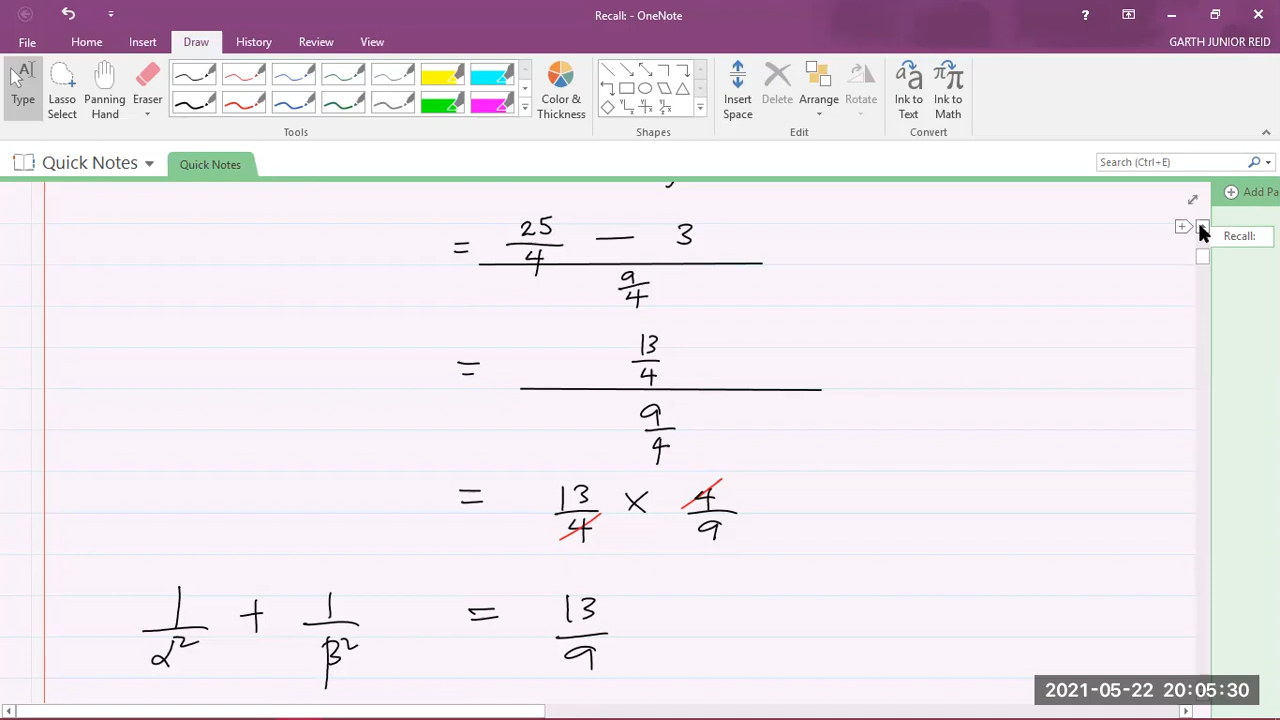 Recall: - OneNote
?
File Home Insert Draw History Review View GARTH JUNIOR REID
Type Lasso Select Panning Hand Eraser Color & Thickness Insert Space Delete Arrange Rotate Ink to Text Ink to Math
Tools Shapes Edit Convert
Quick Notes Quick Notes Search (Ctrl+E)
Add Pa
Recall:
= 25/4 — 3
9/4
= 13/4
9/4
= 13/4 × 4/9
1/α² + 1/β² = 13/9
2021-05-22 20:05:30